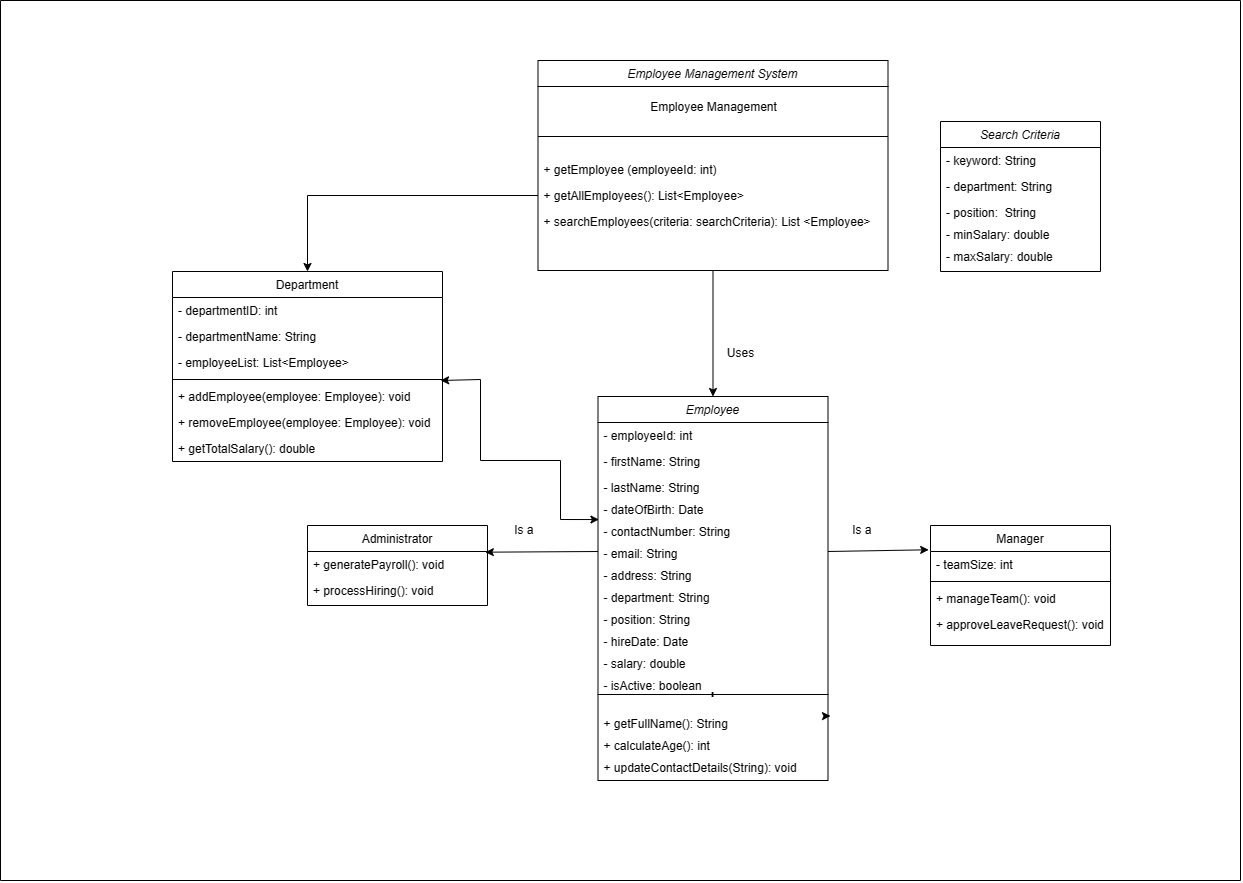 Employee Management System
Employee Management
+ getEmployee (employeeId: int)
+ getAllEmployees(): List<Employee>
+ searchEmployees(criteria: searchCriteria): List <Employee>
Search Criteria
- keyword: String
- department: String
- position:  String
- minSalary: double
- maxSalary: double
Department
- departmentID: int
- departmentName: String
- employeeList: List<Employee>
+ addEmployee(employee: Employee): void
+ removeEmployee(employee: Employee): void
+ getTotalSalary(): double
Uses
Employee
- employeeId: int
- firstName: String
- lastName: String
- dateOfBirth: Date
- contactNumber: String
- email: String
- address: String
- department: String
- position: String
- hireDate: Date
- salary: double
- isActive: boolean
+ getFullName(): String
+ calculateAge(): int
+ updateContactDetails(String): void
Is a
Administrator
+ generatePayroll(): void
+ processHiring(): void
Is a
Manager
- teamSize: int
+ manageTeam(): void
+ approveLeaveRequest(): void